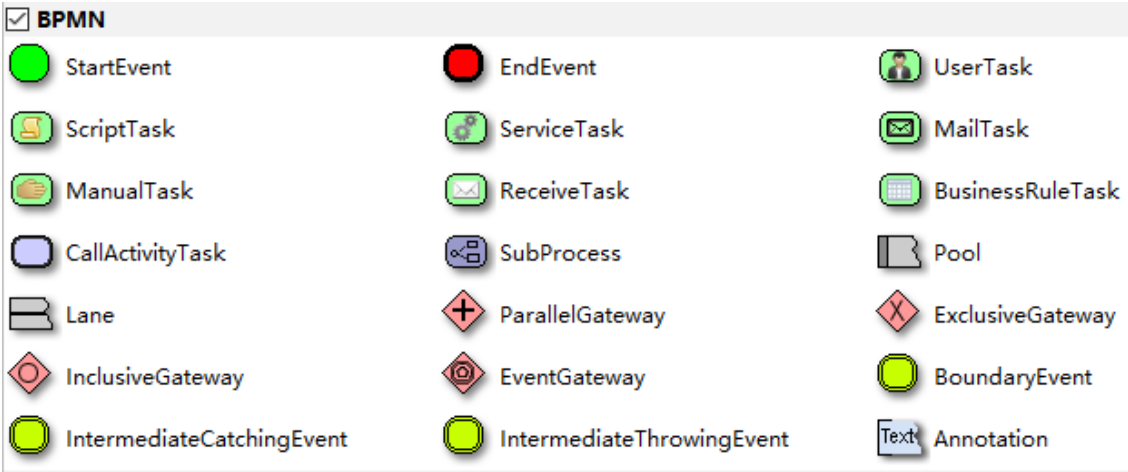 BPMN
StartEvent EndEvent UserTask
ScriptTask ServiceTask MailTask
ManualTask ReceiveTask BusinessRuleTask
CallActivityTask SubProcess Pool
Lane ParallelGateway ExclusiveGateway
InclusiveGateway EventGateway BoundaryEvent
IntermediateCatchingEvent IntermediateThrowingEvent Text Annotation